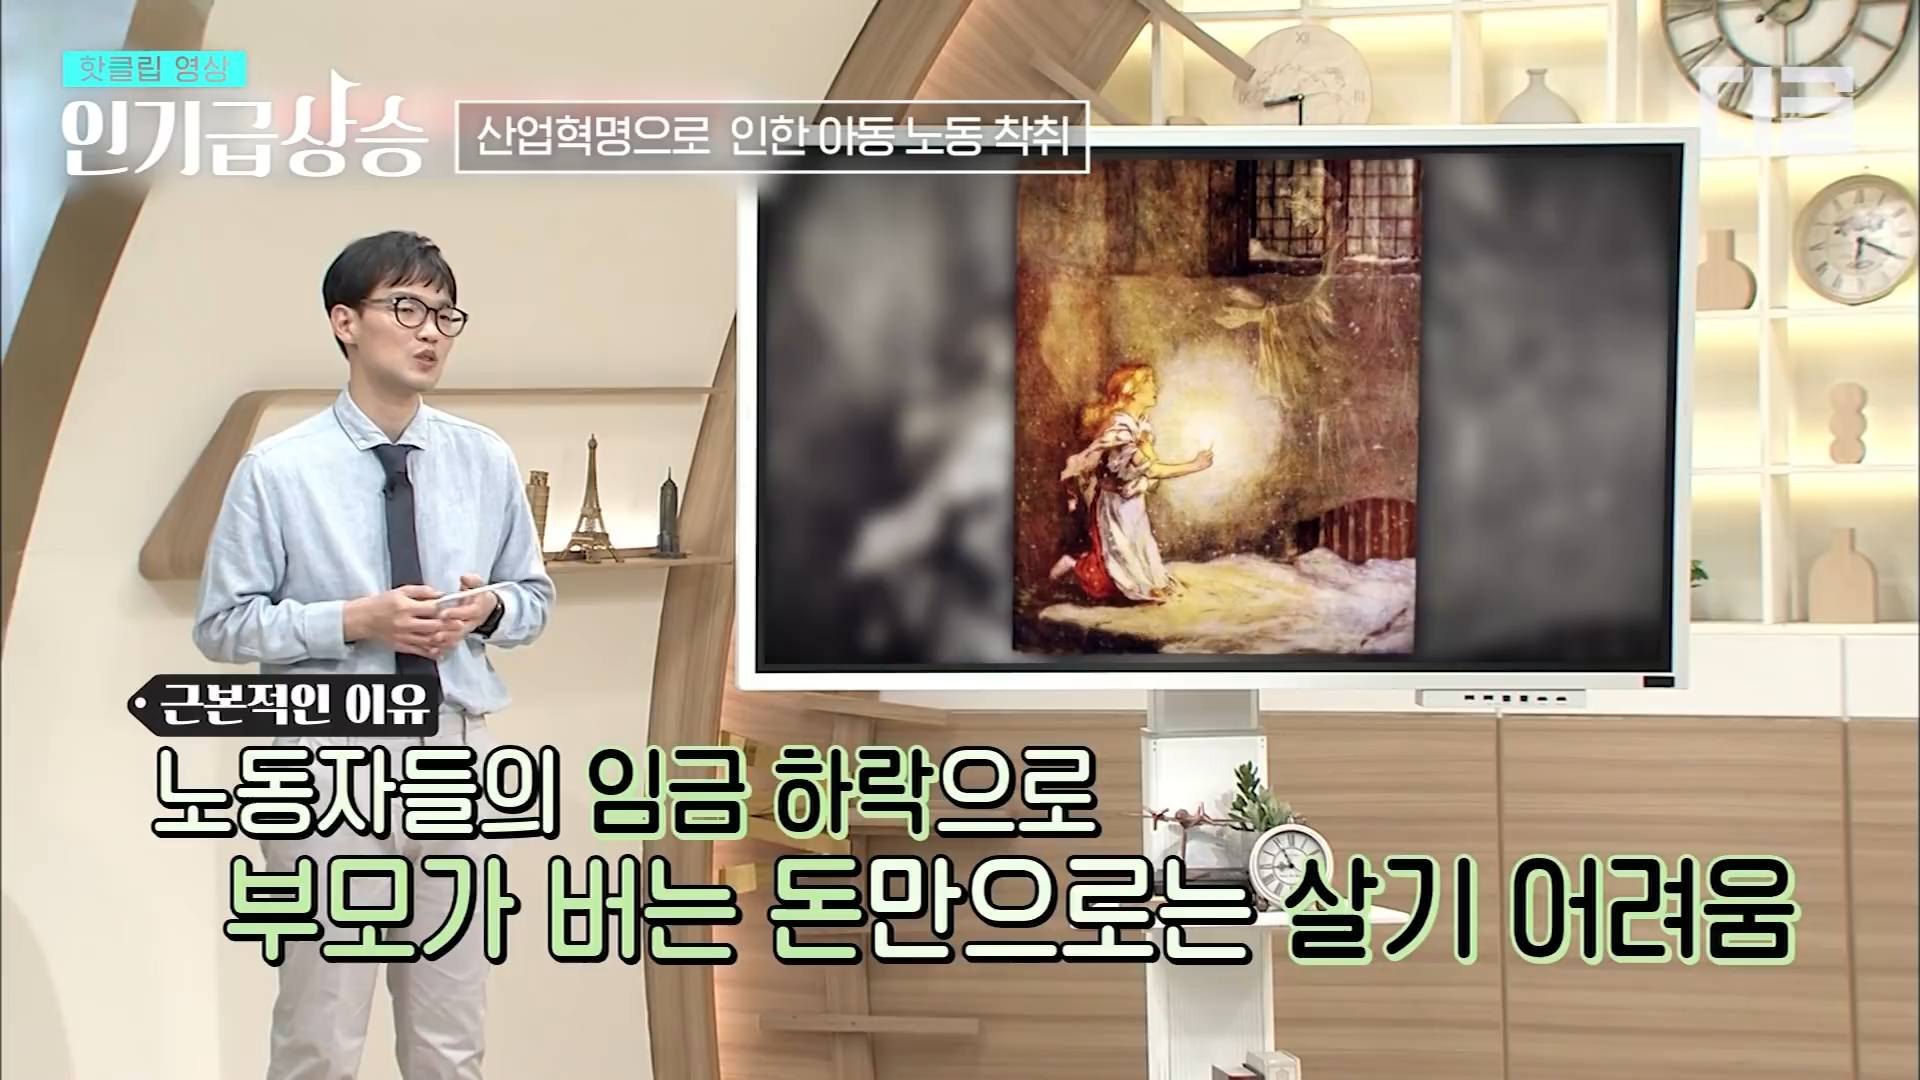 핫클립 영상
인기급상승
산업혁명으로 인한 아동 노동 착취
디글
근본적인 이유
노동자들의 임금 하락으로
부모가 버는 돈만으로는 살기 어려움